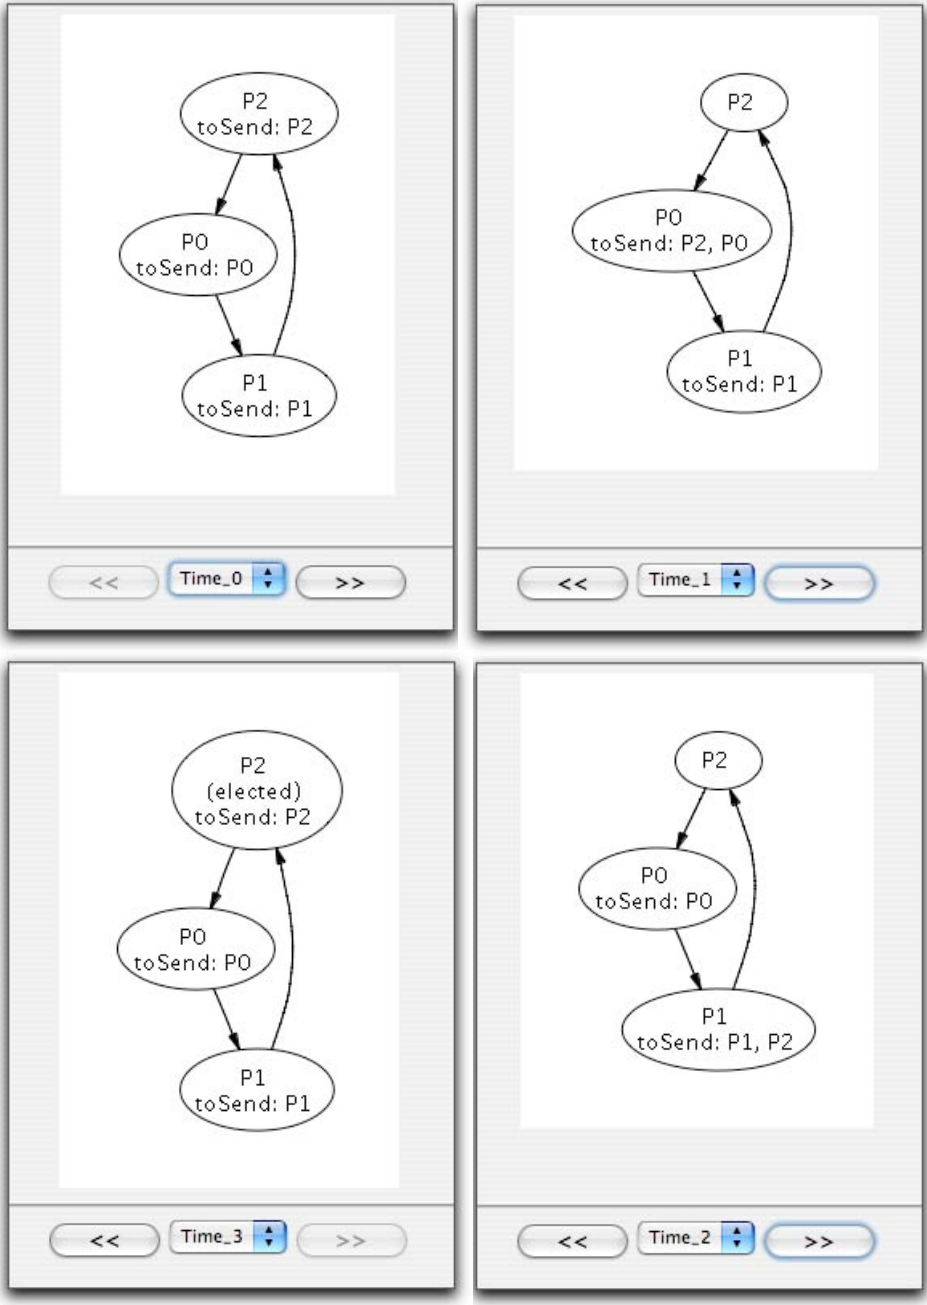 P2
toSend: P2
P0
toSend: P0
P1
toSend: P1
<<
Time_0
>>
P2
P0
toSend: P2, P0
P1
toSend: P1
<<
Time_1
>>
P2
(elected)
toSend: P2
P0
toSend: P0
P1
toSend: P1
<<
Time_3
>>
P2
P0
toSend: P0
P1
toSend: P1, P2
<<
Time_2
>>